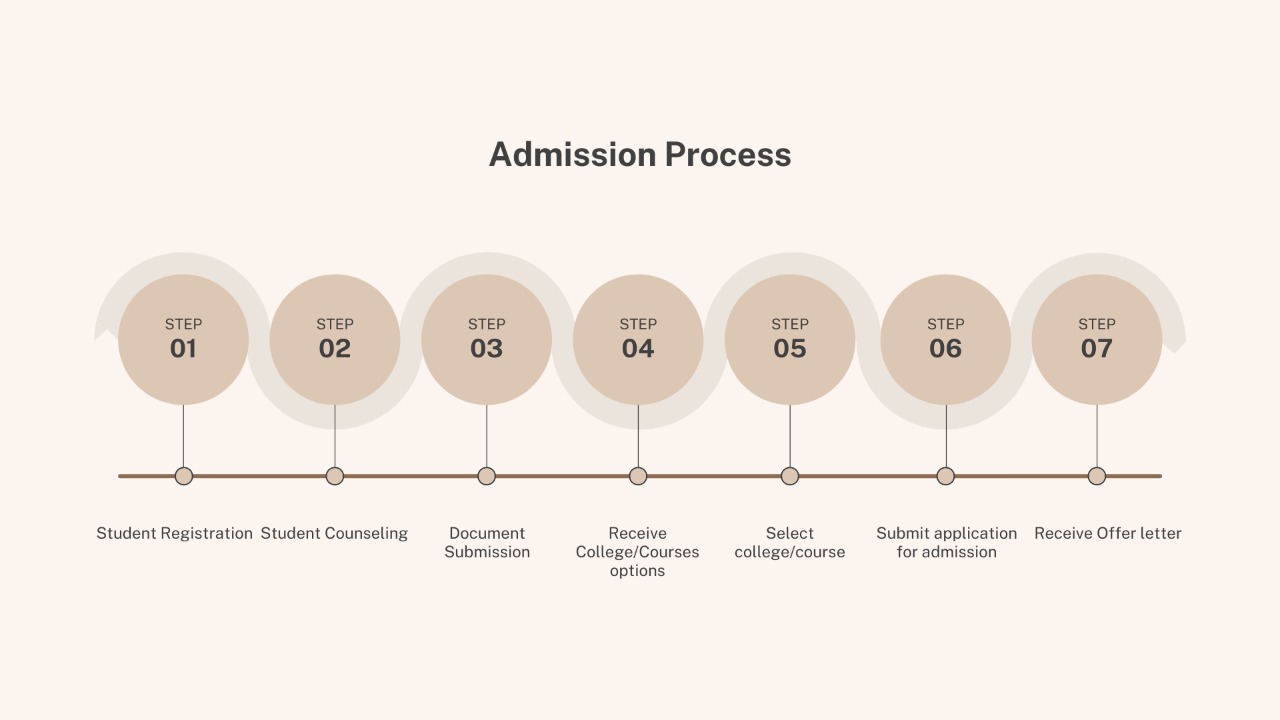 Admission Process
STEP
01
STEP
02
STEP
03
STEP
04
STEP
05
STEP
06
STEP
07
Student Registration
Student Counseling
Document
Submission
Receive
College/Courses
options
Select
college/course
Submit application
for admission
Receive Offer letter